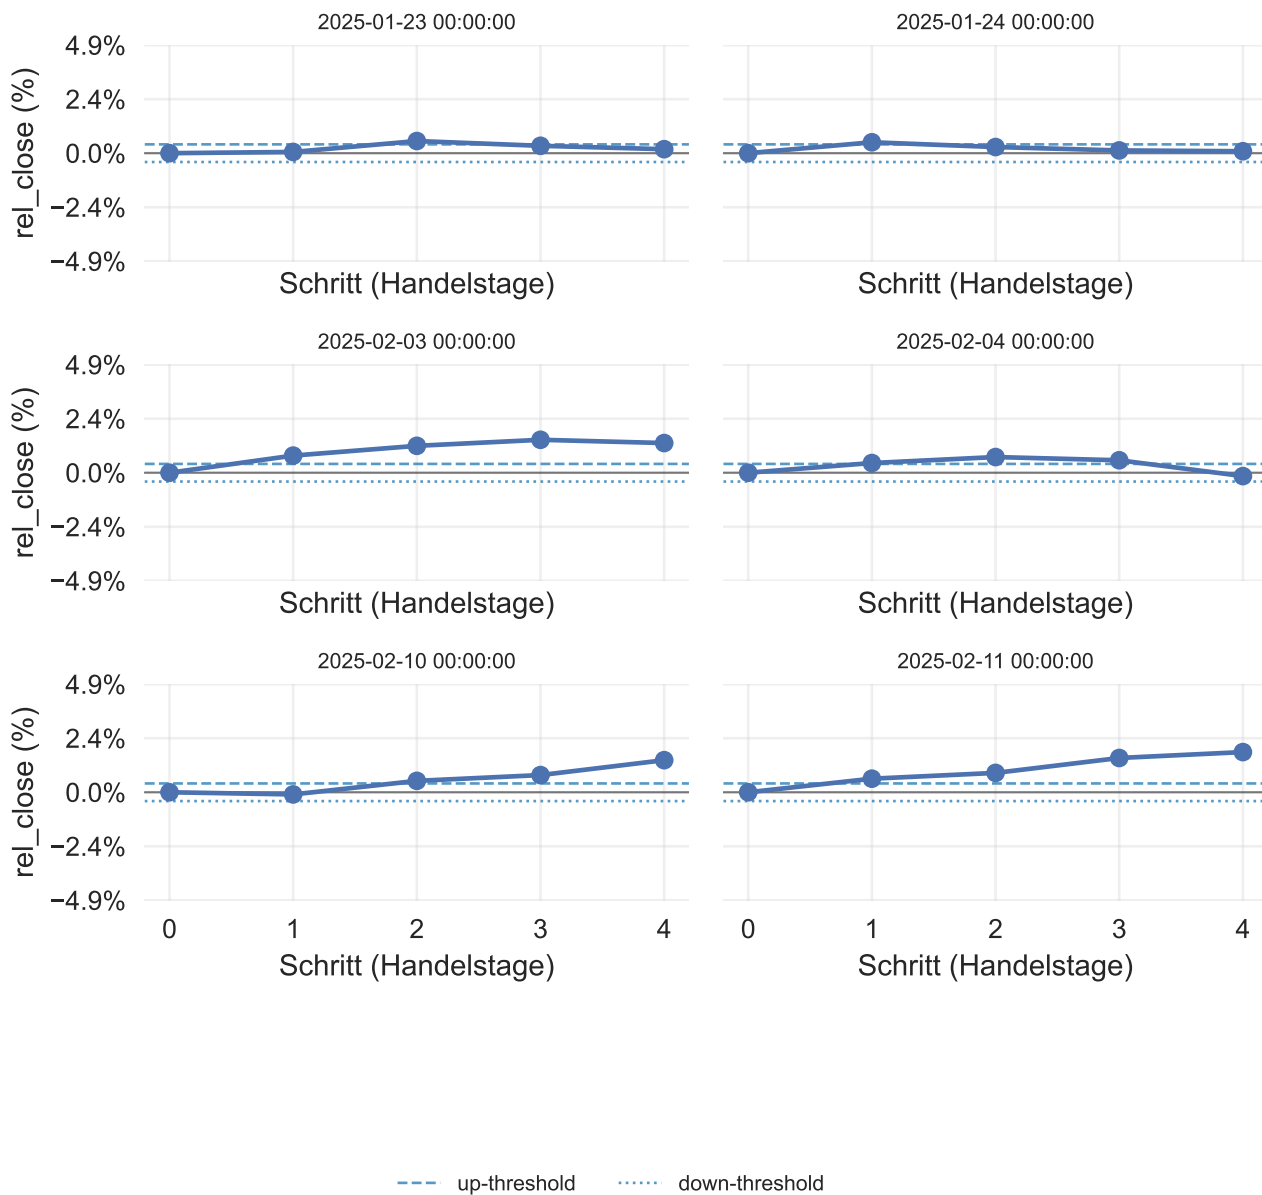 2025-01-23 00:00:00
2025-01-24 00:00:00
4.9%
2.4%
0.0%
−2.4%
−4.9%
rel_close (%)
Schritt (Handelstage)
Schritt (Handelstage)
2025-02-03 00:00:00
2025-02-04 00:00:00
4.9%
2.4%
0.0%
−2.4%
−4.9%
rel_close (%)
Schritt (Handelstage)
Schritt (Handelstage)
2025-02-10 00:00:00
2025-02-11 00:00:00
4.9%
2.4%
0.0%
−2.4%
−4.9%
rel_close (%)
0 1 2 3 4
0 1 2 3 4
Schritt (Handelstage)
Schritt (Handelstage)
up-threshold
down-threshold